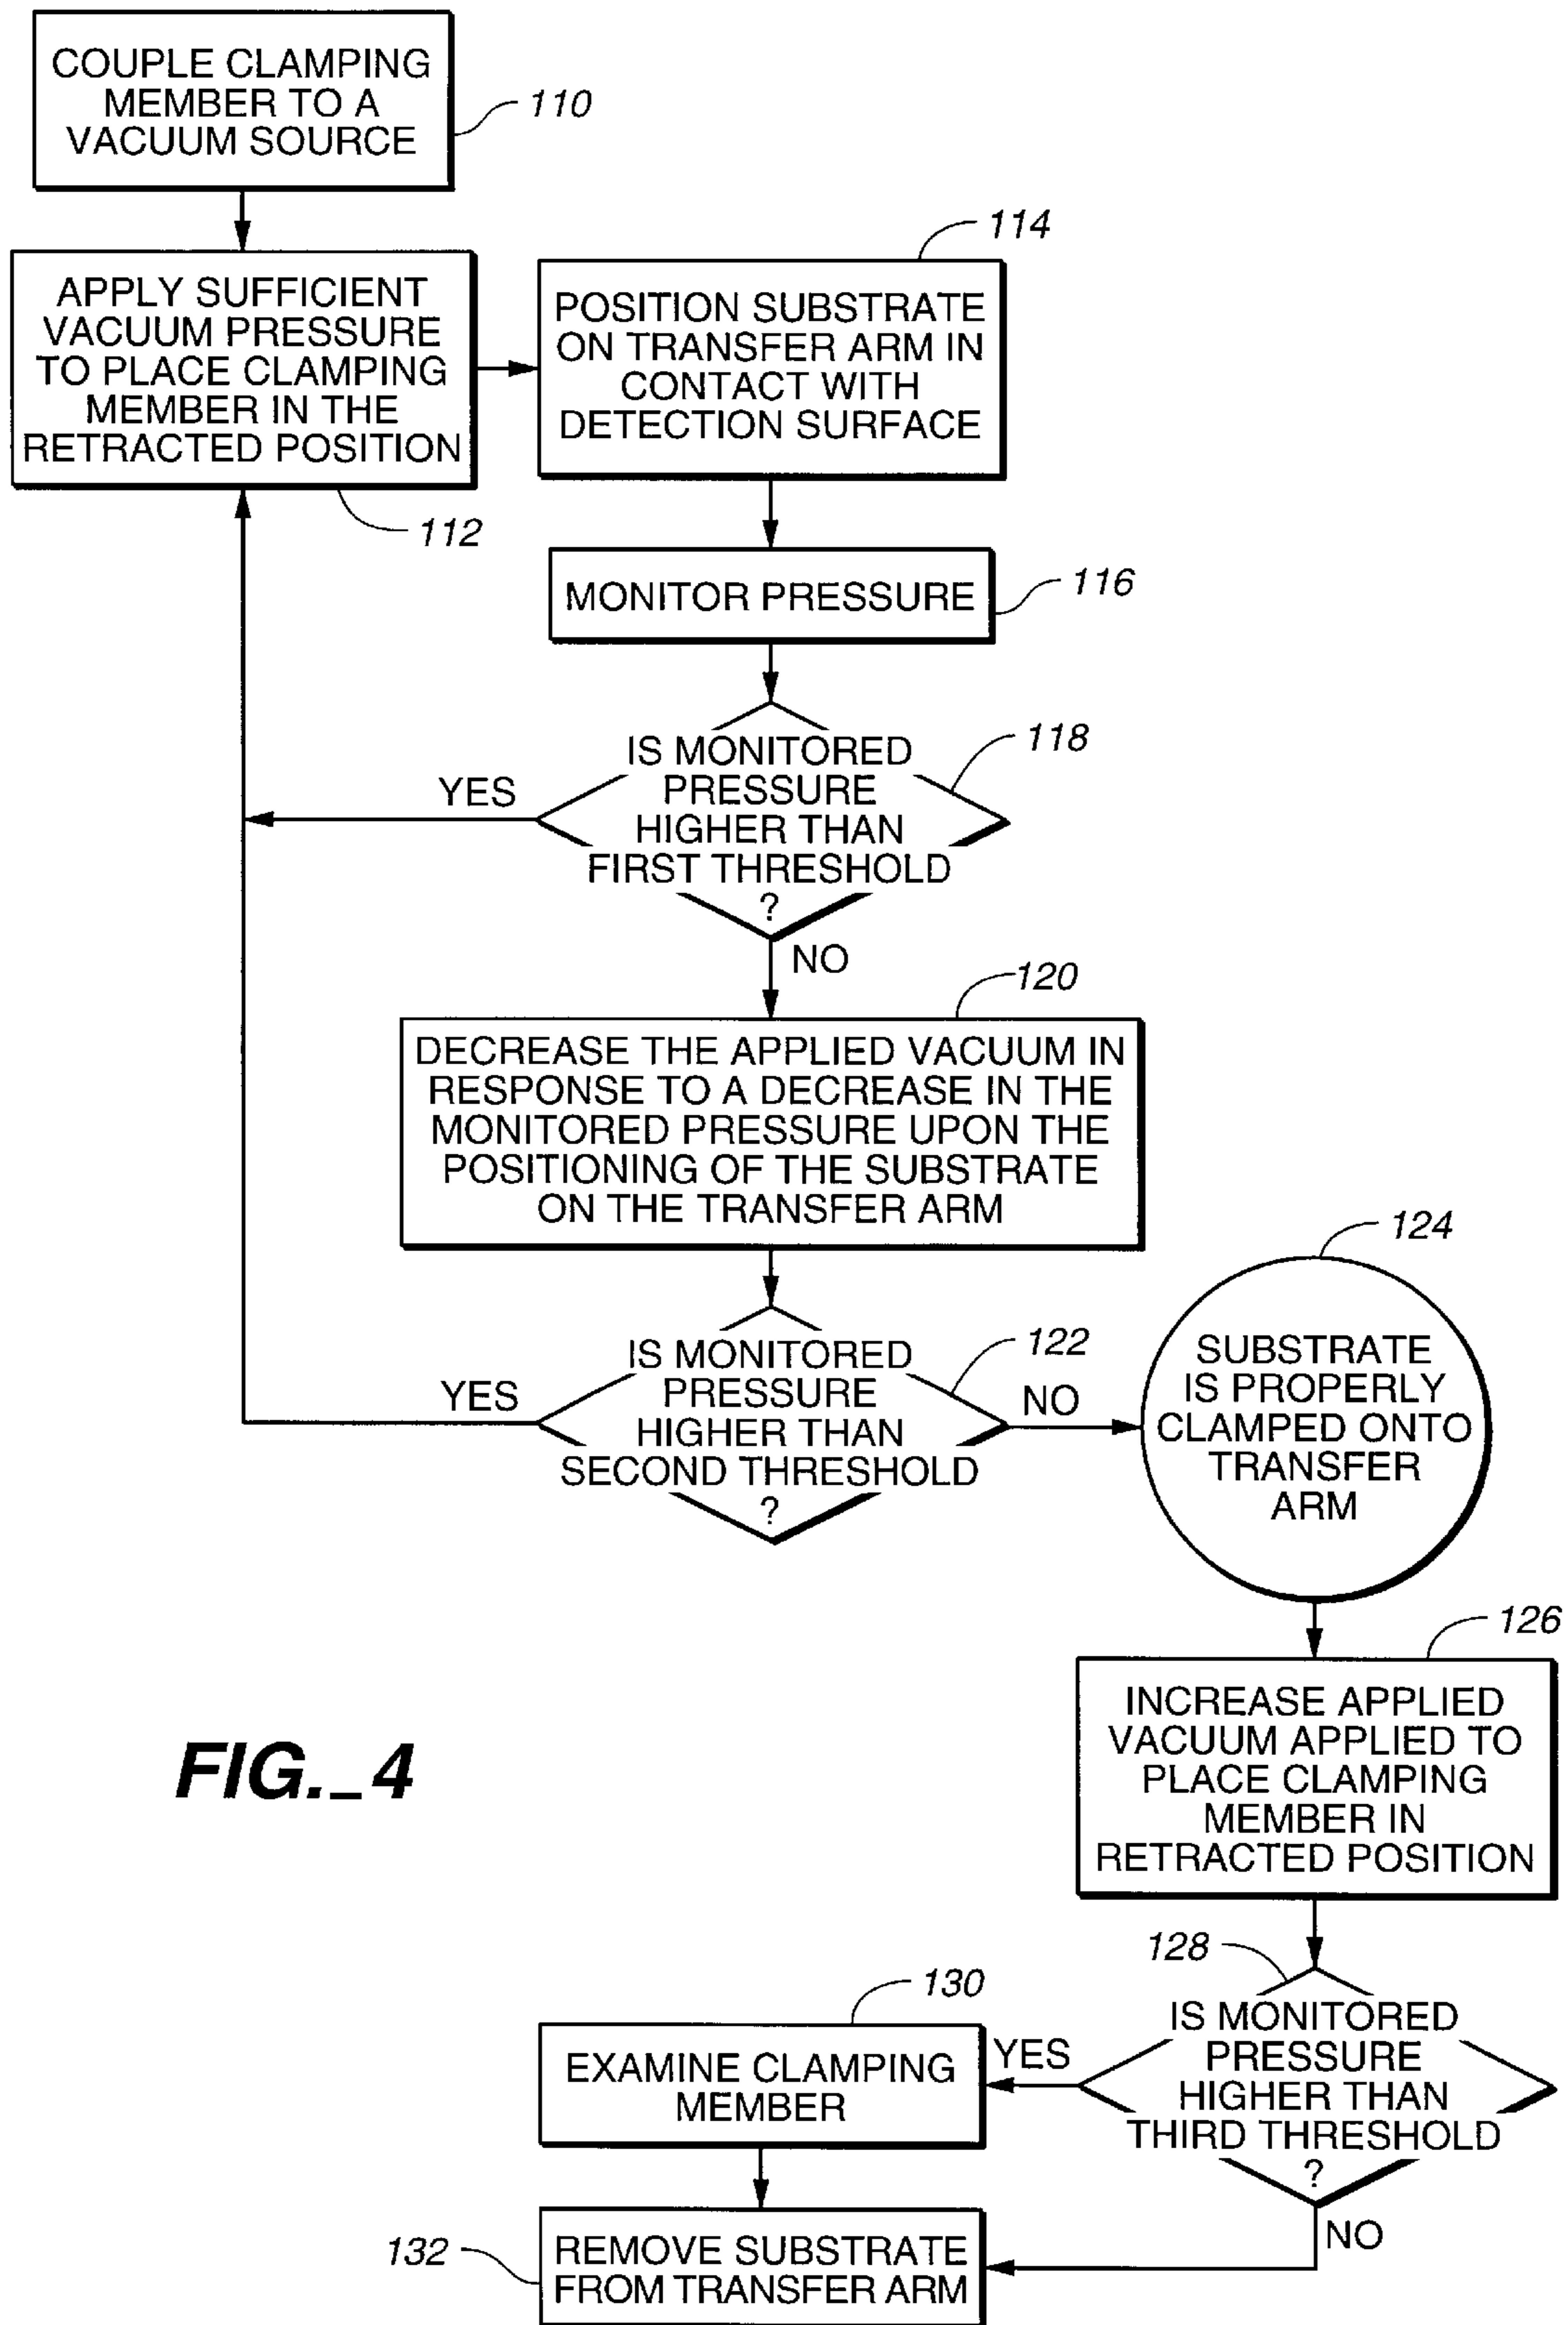 COUPLE CLAMPING
MEMBER TO A
VACUUM SOURCE
110
APPLY SUFFICIENT
VACUUM PRESSURE
TO PLACE CLAMPING
MEMBER IN THE
RETRACTED POSITION
112
114
POSITION SUBSTRATE
ON TRANSFER ARM IN
CONTACT WITH
DETECTION SURFACE
MONITOR PRESSURE
116
IS MONITORED
PRESSURE
HIGHER THAN
FIRST THRESHOLD
?
118
YES
NO
120
DECREASE THE APPLIED VACUUM IN
RESPONSE TO A DECREASE IN THE
MONITORED PRESSURE UPON THE
POSITIONING OF THE SUBSTRATE
ON THE TRANSFER ARM
IS MONITORED
PRESSURE
HIGHER THAN
SECOND THRESHOLD
?
122
YES
NO
124
SUBSTRATE
IS PROPERLY
CLAMPED ONTO
TRANSFER
ARM
126
INCREASE APPLIED
VACUUM APPLIED TO
PLACE CLAMPING
MEMBER IN
RETRACTED POSITION
FIG._4
128
IS MONITORED
PRESSURE
HIGHER THAN
THIRD THRESHOLD
?
YES
NO
130
EXAMINE CLAMPING
MEMBER
132
REMOVE SUBSTRATE
FROM TRANSFER ARM